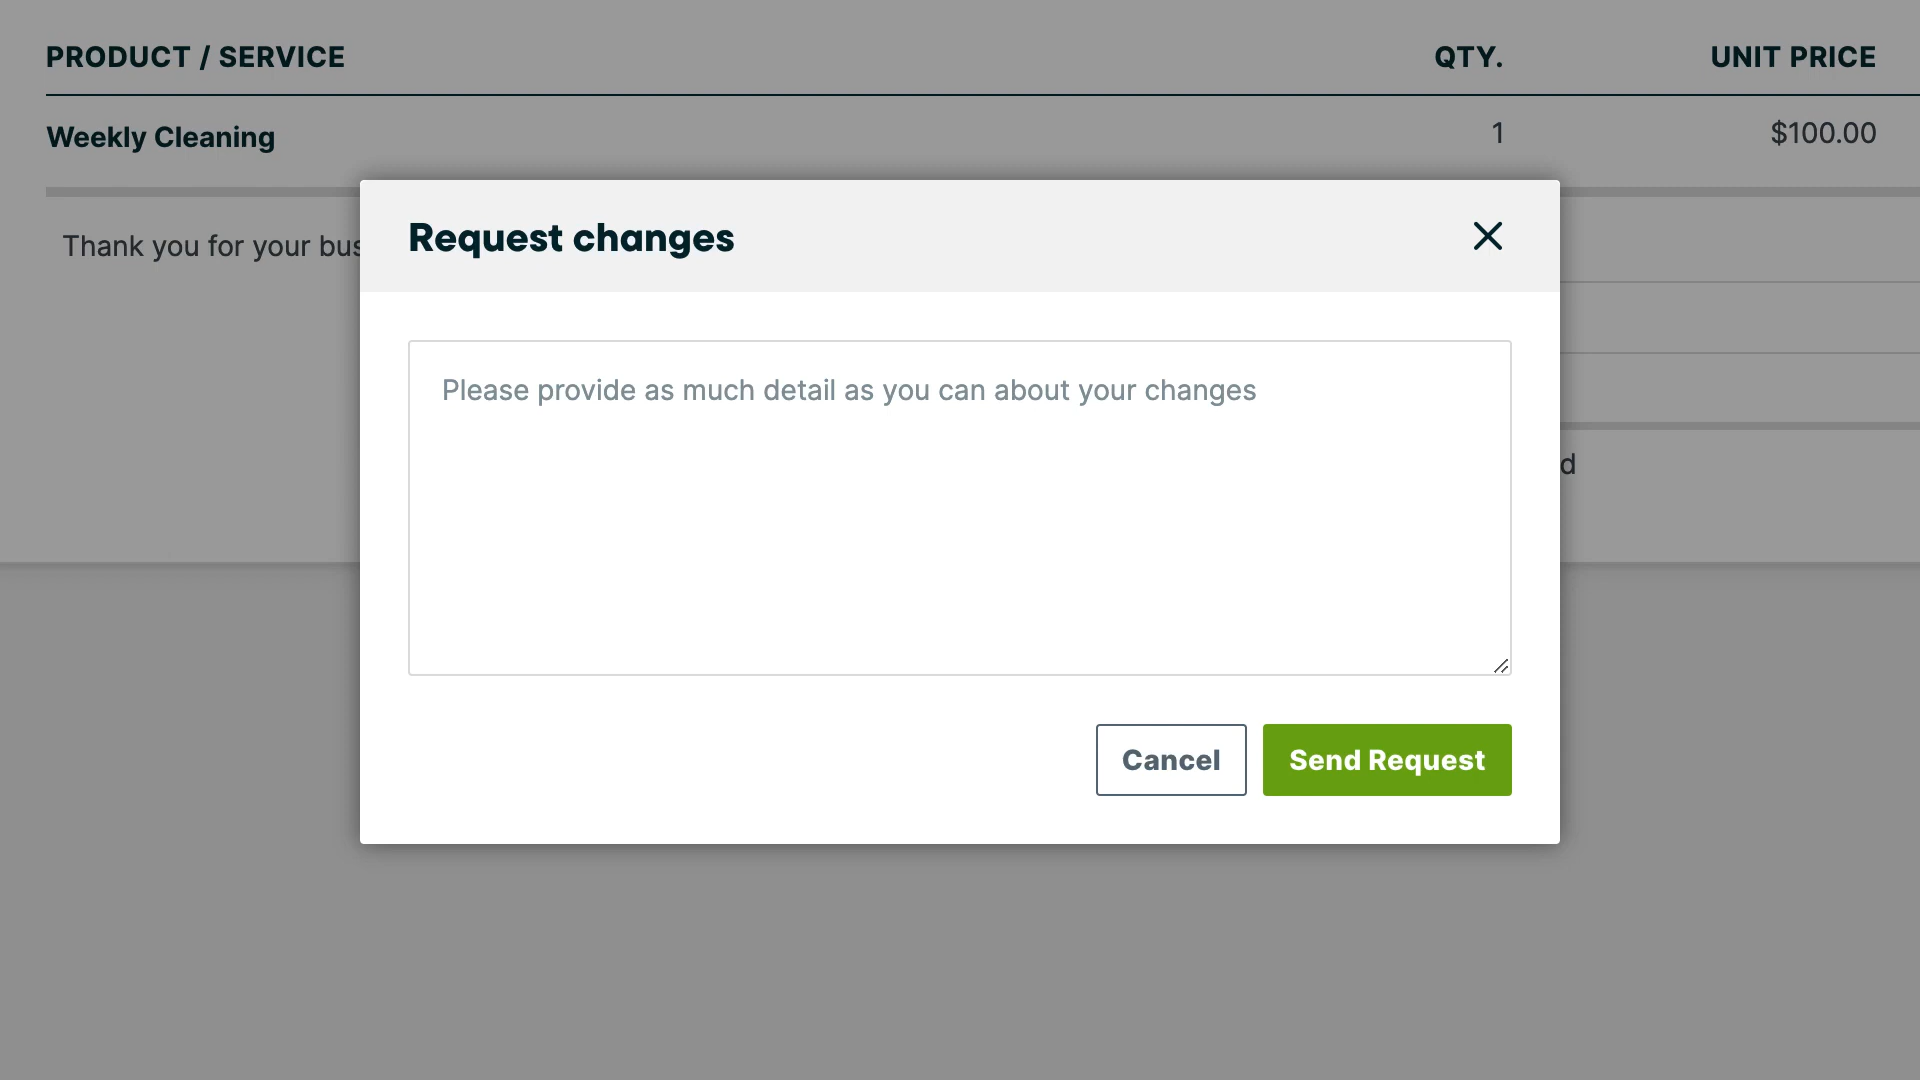 PRODUCT / SERVICE QTY. UNIT PRICE
Weekly Cleaning 1 $100.00
Thank you for your
Request changes
Please provide as much detail as you can about your changes
Cancel Send Request